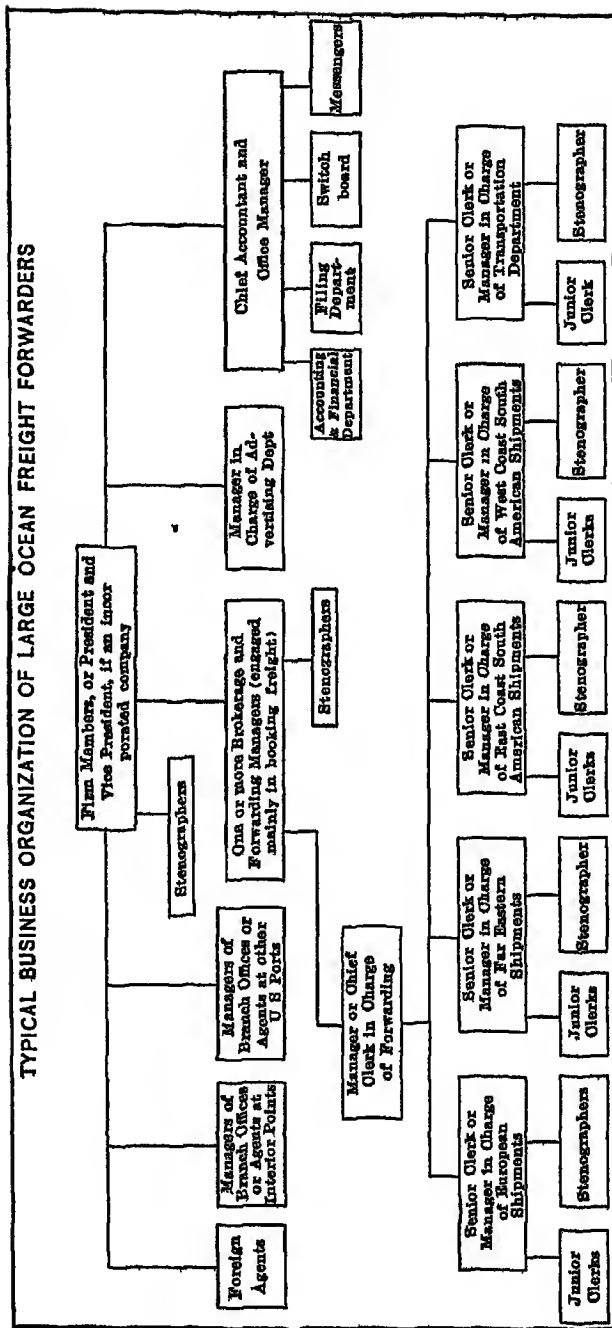 TYPICAL BUSINESS ORGANIZATION OF LARGE OCEAN FREIGHT FORWARDERS
Firm Mambers, or President and
Vice President, if an incor
porated company
Stenographers
Foreign
Agents
Managers of
Branch Offices
or Agents at
Interior Points
Managers of
Branch Offices or
Agents at other
U S Ports
One or more Brokerage and
Forwarding Managers (engaged
mainly in booking freight)
Stenographers
Manager in
Charge of Ad-
vertising Dept
Chief Accountant and
Office Manager
Accounting
& Financial
Department
Filing
Depart-
ment
Switch
board
Messengers
Manager or Chief
Clerk in Charge
of Forwarding
Senior Clerk or
Manager in Charge
of European
Shipments
Junior
Clerks
Stenographers
Senior Clerk or
Manager in Charge
of Far Eastern
Shipments
Junior
Clerks
Stenographer
Senior Clerk or
Manager in Charge
of East Coast South
American Shipments
Junior
Clerks
Stenographer
Senior Clerk or
Manager in Charge
of West Coast South
American Shipments
Junior
Clerks
Stenographer
Senior Clerk or
Manager in Charge
of Transportation
Department
Junior
Clerk
Stenographer